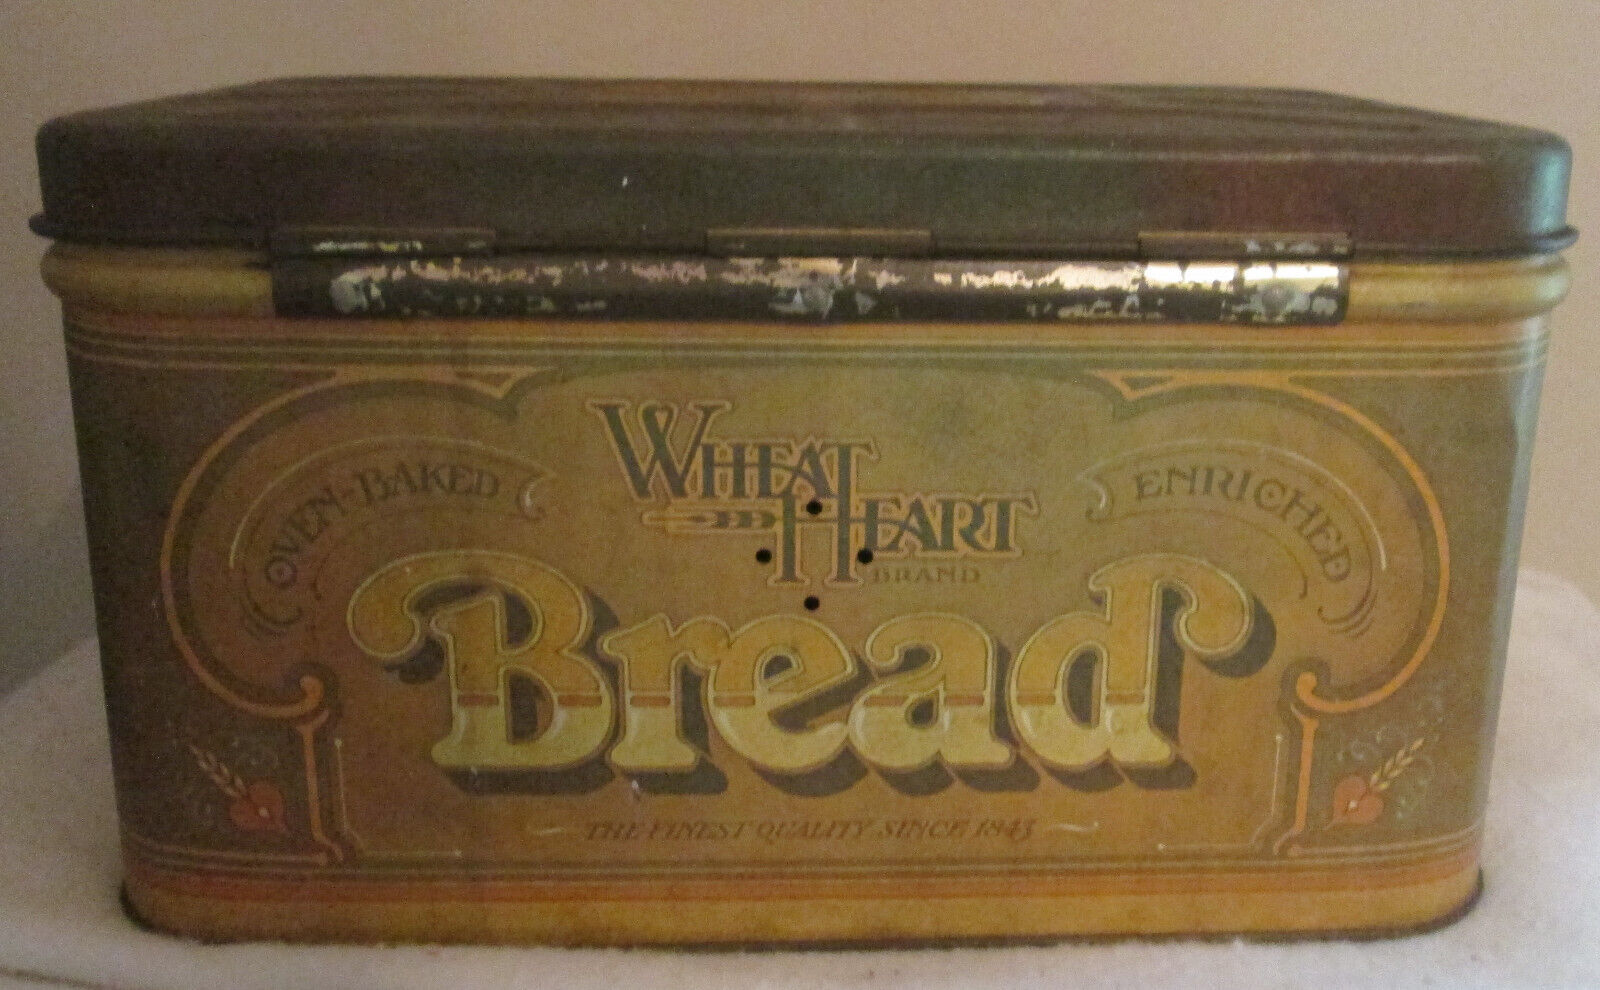 WHEAT
HEART
BRAND
OVEN-BAKED
ENRICHED
Bread
THE FINEST QUALITY SINCE 1843